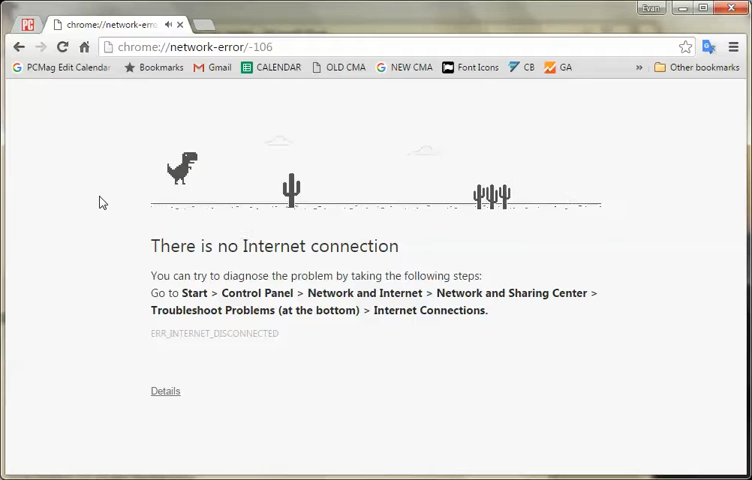 Evan
PC chrome://network-erro
chrome://network-error/-106
PCMag Edit Calendar Bookmarks Gmail CALENDAR OLD CMA NEW CMA Font Icons CB GA » Other bookmarks
There is no Internet connection
You can try to diagnose the problem by taking the following steps:
Go to Start > Control Panel > Network and Internet > Network and Sharing Center >
Troubleshoot Problems (at the bottom) > Internet Connections.
ERR_INTERNET_DISCONNECTED
Details